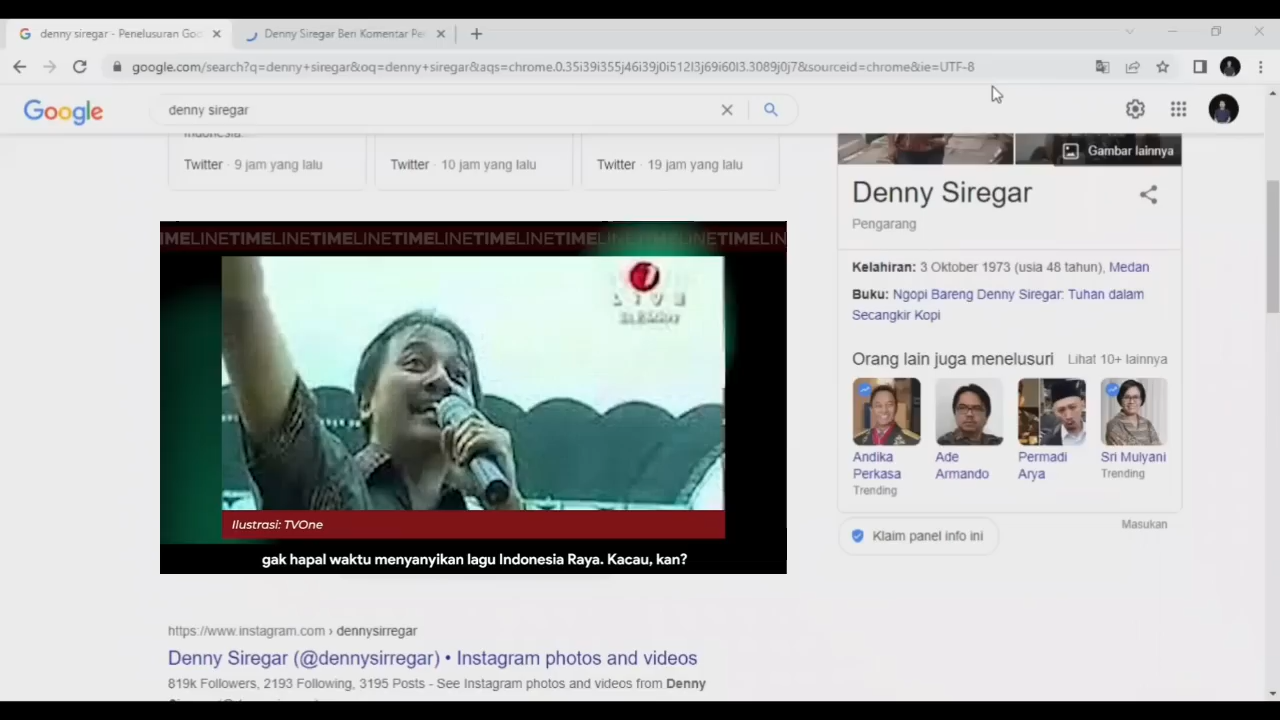 denny siregar - Penelusuran Goo
Denny Siregar Beri Komentar Pe
google.com/search?q=denny+siregar&oq=denny+siregar&aqs=chrome.0.35i39i355j46i39j0i512l3j69i60l3.3089j0j7&sourceid=chrome&ie=UTF-8
Google
denny siregar
Indonesia.
Twitter · 9 jam yang lalu
Twitter · 10 jam yang lalu
Twitter · 19 jam yang lalu
Gambar lainnya
Denny Siregar
Pengarang
Kelahiran: 3 Oktober 1973 (usia 48 tahun), Medan
Buku: Ngopi Bareng Denny Siregar: Tuhan dalam
Secangkir Kopi
Orang lain juga menelusuri
Lihat 10+ lainnya
Andika
Perkasa
Trending
Ade
Armando
Permadi
Arya
Sri Mulyani
Trending
Masukan
Klaim panel info ini
IMELINETIMELINETIMELINETIMELINETIMELINETIMELINETIMELINETIMELIN
LIVE
Ilustrasi: TVOne
gak hapal waktu menyanyikan lagu Indonesia Raya. Kacau, kan?
https://www.instagram.com › dennysirregar
Denny Siregar (@dennysirregar) • Instagram photos and videos
819k Followers, 2193 Following, 3195 Posts - See Instagram photos and videos from Denny